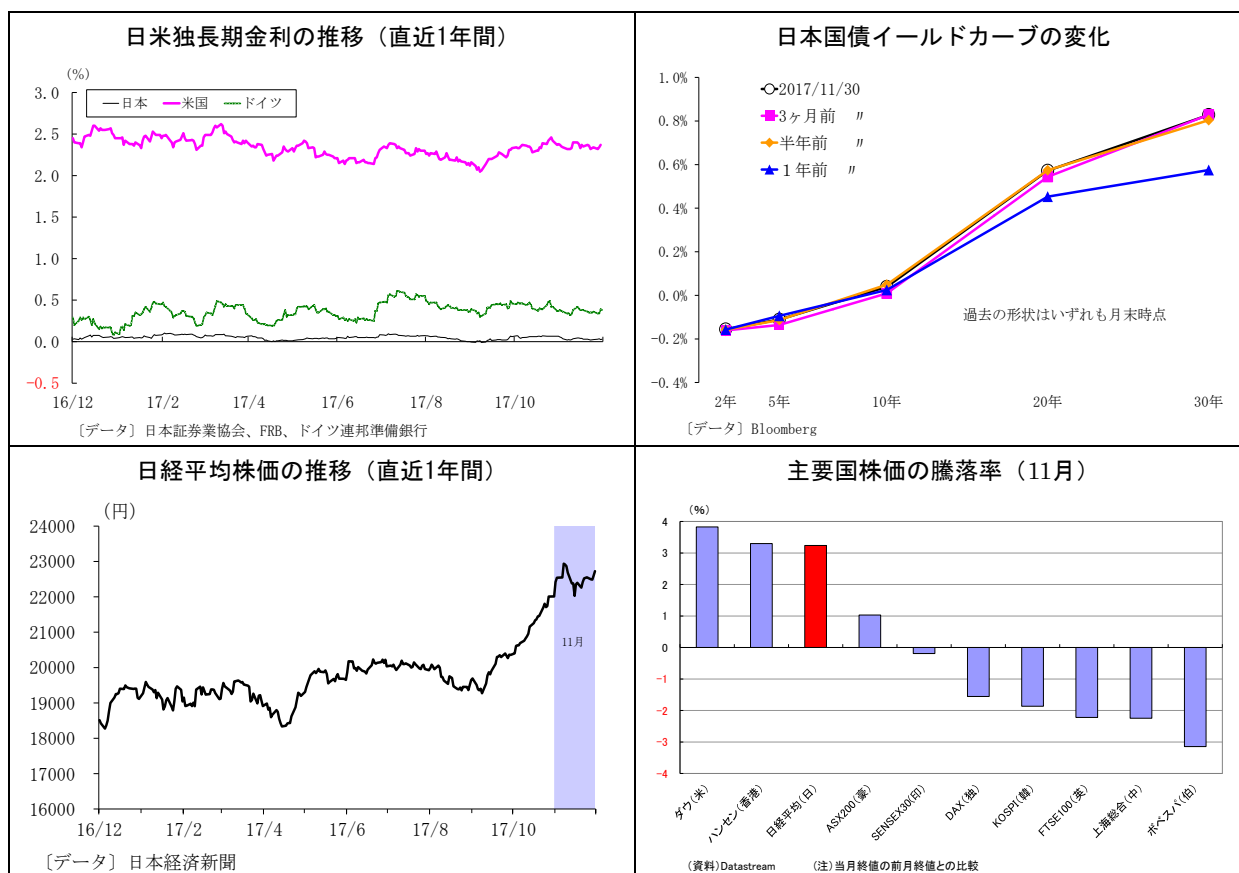 日米独長期金利の推移（直近1年間）
(%)
3.0
2.5
2.0
1.5
1.0
0.5
0.0
-0.5
日本 米国 ドイツ
16/12 17/2 17/4 17/6 17/8 17/10
〔データ〕日本証券業協会、FRB、ドイツ連邦準備銀行
日本国債イールドカーブの変化
1.0%
0.8%
0.6%
0.4%
0.2%
0.0%
-0.2%
-0.4%
2017/11/30
3ヶ月前 〃
半年前 〃
１年前 〃
過去の形状はいずれも月末時点
2年 5年 10年 20年 30年
〔データ〕Bloomberg
日経平均株価の推移（直近1年間）
(円)
24000
23000
22000
21000
20000
19000
18000
17000
16000
11月
16/12 17/2 17/4 17/6 17/8 17/10
〔データ〕日本経済新聞
主要国株価の騰落率（11月）
(%)
4
3
2
1
0
-1
-2
-3
-4
ダウ(米) ハンセン(香港) 日経平均(日) ASX200(豪) SENSEX30(印) DAX(独) KOSPI(韓) FTSE100(英) 上海総合(中) ボベスパ(伯)
(資料)Datastream (注)当月終値の前月終値との比較